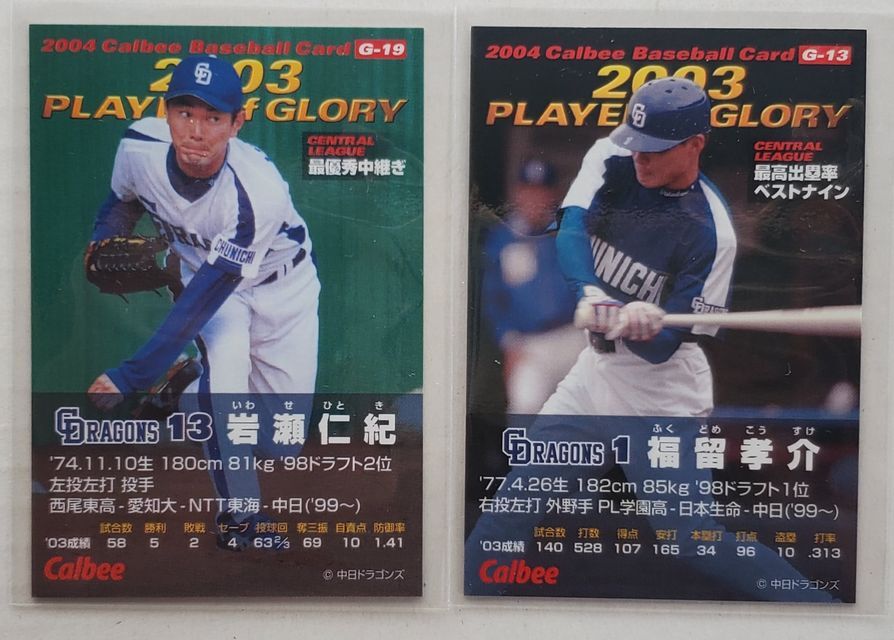 2004 Calbee Baseball Card G-19
2003
PLAYER of GLORY
CENTRAL
LEAGUE
最優秀中継ぎ
CD
CHUNICHI
いわ せ ひと き
CD DRAGONS 13 岩瀬仁紀
'74.11.10生 180cm 81kg '98ドラフト2位
左投左打 投手
西尾東高-愛知大-NTT東海-中日('99〜)
試合数 勝利 敗戦 セーブ 投球回 奪三振 自責点 防御率
'03成績 58 5 2 4 63 2/3 69 10 1.41
Calbee
© 中日ドラゴンズ
2004 Calbee Baseball Card G-13
2003
PLAYER of GLORY
CENTRAL
LEAGUE
最高出塁率
ベストナイン
CD
1
UNICHI
CD DRAGONS
ふく どめ こう すけ
CD DRAGONS 1 福留孝介
'77.4.26生 182cm 85kg '98ドラフト1位
右投左打 外野手 PL学園高-日本生命-中日('99〜)
試合数 打数 得点 安打 本塁打 打点 盗塁 打率
'03成績 140 528 107 165 34 96 10 .313
Calbee
© 中日ドラゴンズ